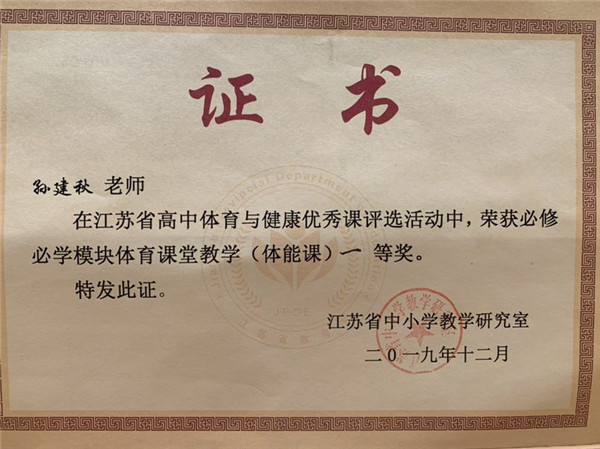 证 书
孙建秋 老师
在江苏省高中体育与健康优秀课评选活动中，荣获必修
必学模块体育课堂教学（体能课）一 等奖。
特发此证。
江苏省中小学教学研究室
二〇一九年十二月